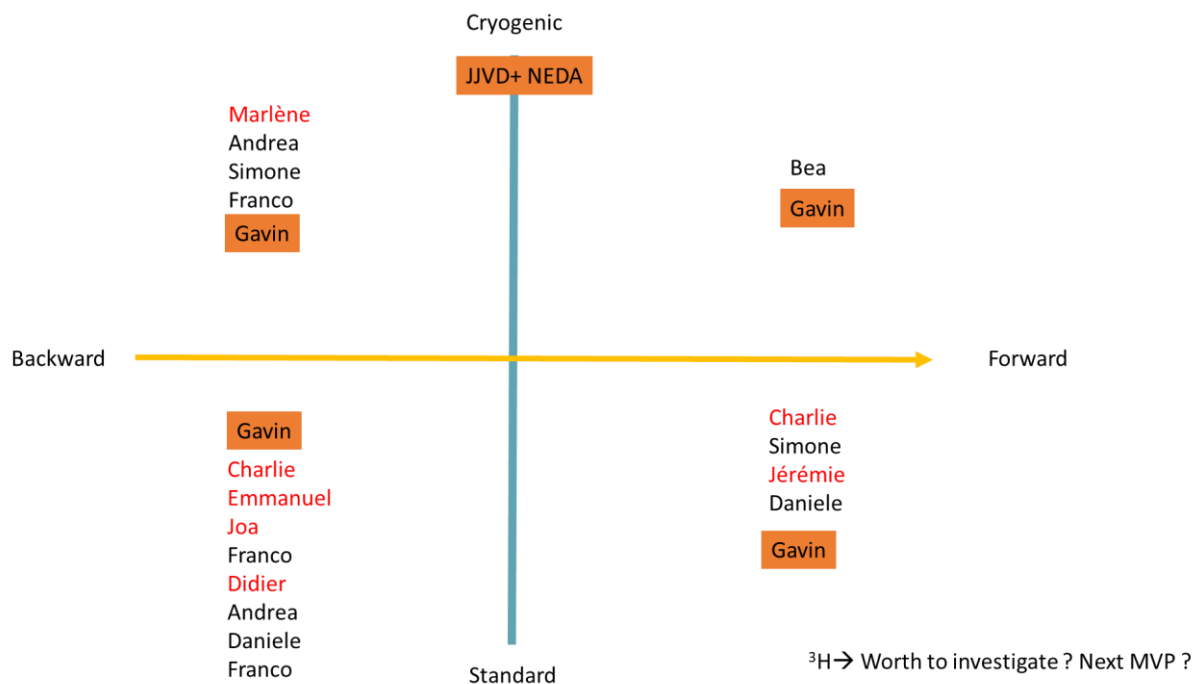 Cryogenic
JJVD+ NEDA
Marlène
Andrea
Simone
Franco
Gavin
Bea
Gavin
Backward
Forward
Gavin
Charlie
Emmanuel
Joa
Franco
Didier
Andrea
Daniele
Franco
Charlie
Simone
Jérémie
Daniele
Gavin
Standard
³H→ Worth to investigate ? Next MVP ?